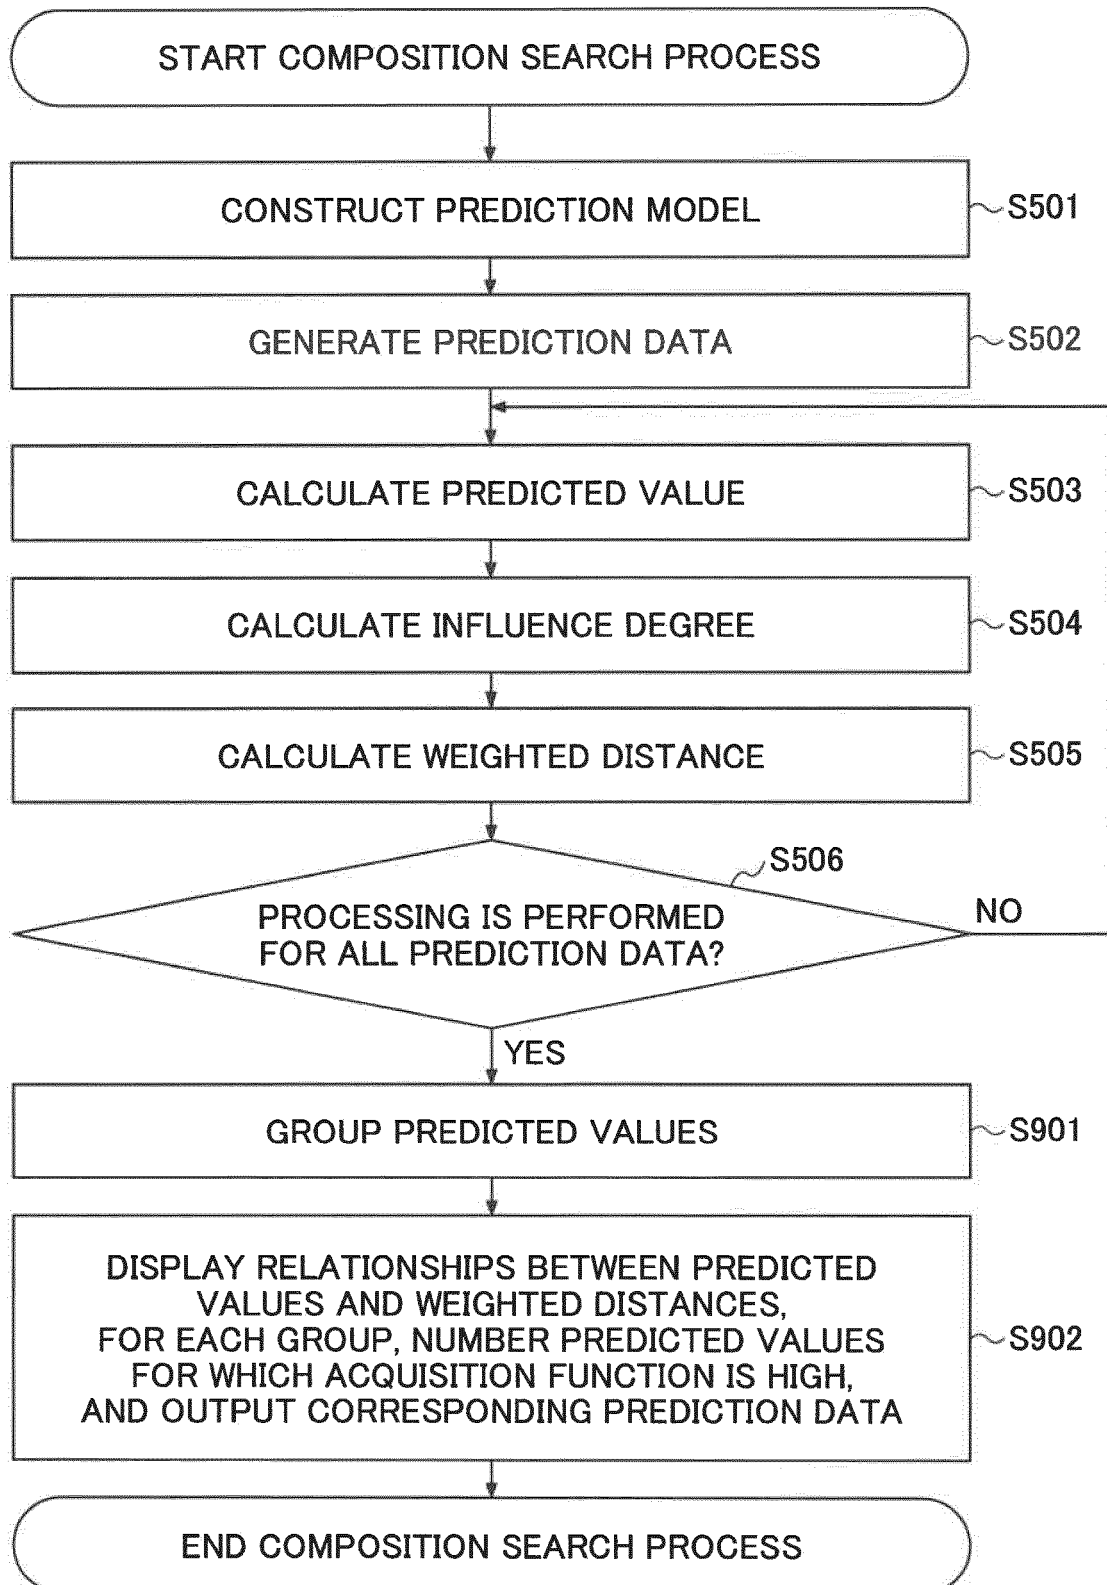 START COMPOSITION SEARCH PROCESS
CONSTRUCT PREDICTION MODEL
S501
GENERATE PREDICTION DATA
S502
CALCULATE PREDICTED VALUE
S503
CALCULATE INFLUENCE DEGREE
S504
CALCULATE WEIGHTED DISTANCE
S505
S506
PROCESSING IS PERFORMED
FOR ALL PREDICTION DATA?
NO
YES
GROUP PREDICTED VALUES
S901
DISPLAY RELATIONSHIPS BETWEEN PREDICTED
VALUES AND WEIGHTED DISTANCES,
FOR EACH GROUP, NUMBER PREDICTED VALUES
FOR WHICH ACQUISITION FUNCTION IS HIGH,
AND OUTPUT CORRESPONDING PREDICTION DATA
S902
END COMPOSITION SEARCH PROCESS